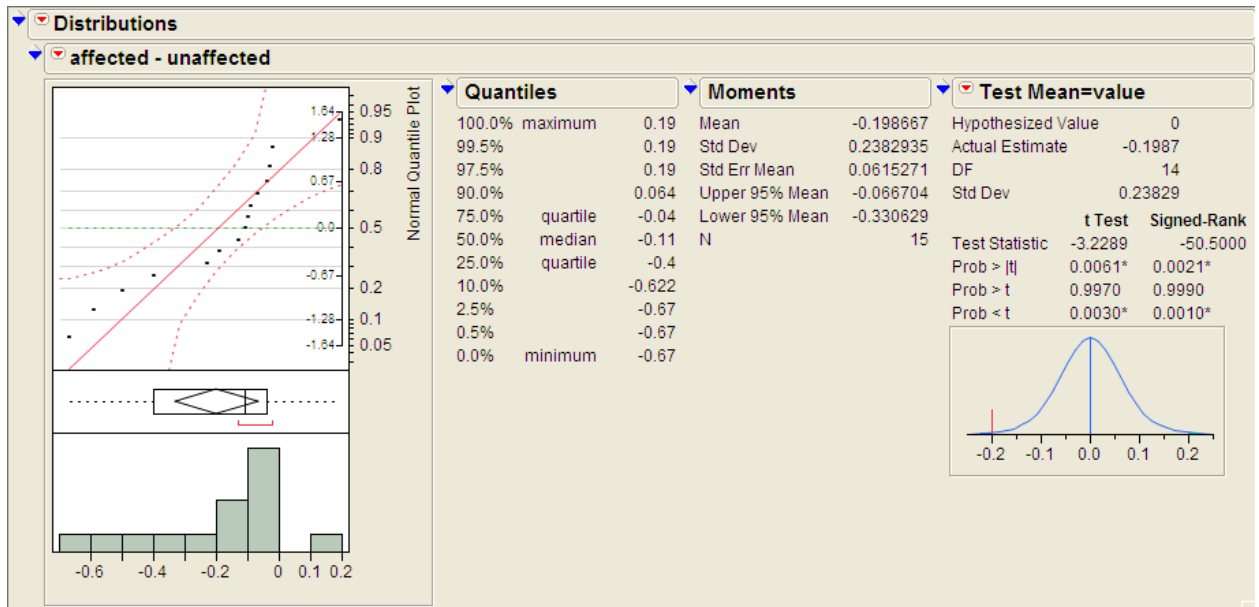 Distributions
affected - unaffected
1.64
1.28
0.67
0.0
-0.67
-1.28
-1.64
0.95
0.9
0.8
0.5
0.2
0.1
0.05
Normal Quantile Plot
-0.6 -0.4 -0.2 0 0.1 0.2
Quantiles
100.0% maximum 0.19
99.5% 0.19
97.5% 0.19
90.0% 0.064
75.0% quartile -0.04
50.0% median -0.11
25.0% quartile -0.4
10.0% -0.622
2.5% -0.67
0.5% -0.67
0.0% minimum -0.67
Moments
Mean -0.198667
Std Dev 0.2382935
Std Err Mean 0.0615271
Upper 95% Mean -0.066704
Lower 95% Mean -0.330629
N 15
Test Mean=value
Hypothesized Value 0
Actual Estimate -0.1987
DF 14
Std Dev 0.23829
t Test Signed-Rank
Test Statistic -3.2289 -50.5000
Prob > |t| 0.0061* 0.0021*
Prob > t 0.9970 0.9990
Prob < t 0.0030* 0.0010*
-0.2 -0.1 0.0 0.1 0.2